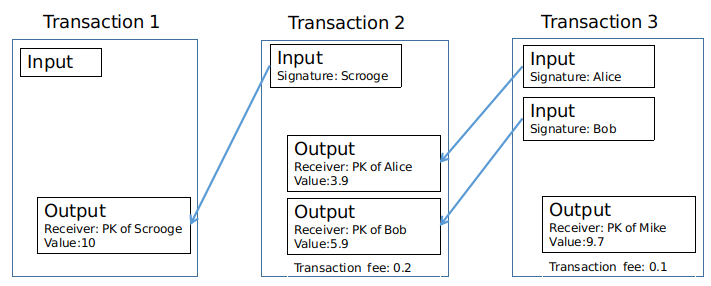 Transaction 1
Input
Output
Receiver: PK of Scrooge
Value:10
Transaction 2
Input
Signature: Scrooge
Output
Receiver: PK of Alice
Value:3.9
Output
Receiver: PK of Bob
Value:5.9
Transaction fee: 0.2
Transaction 3
Input
Signature: Alice
Input
Signature: Bob
Output
Receiver: PK of Mike
Value:9.7
Transaction fee: 0.1